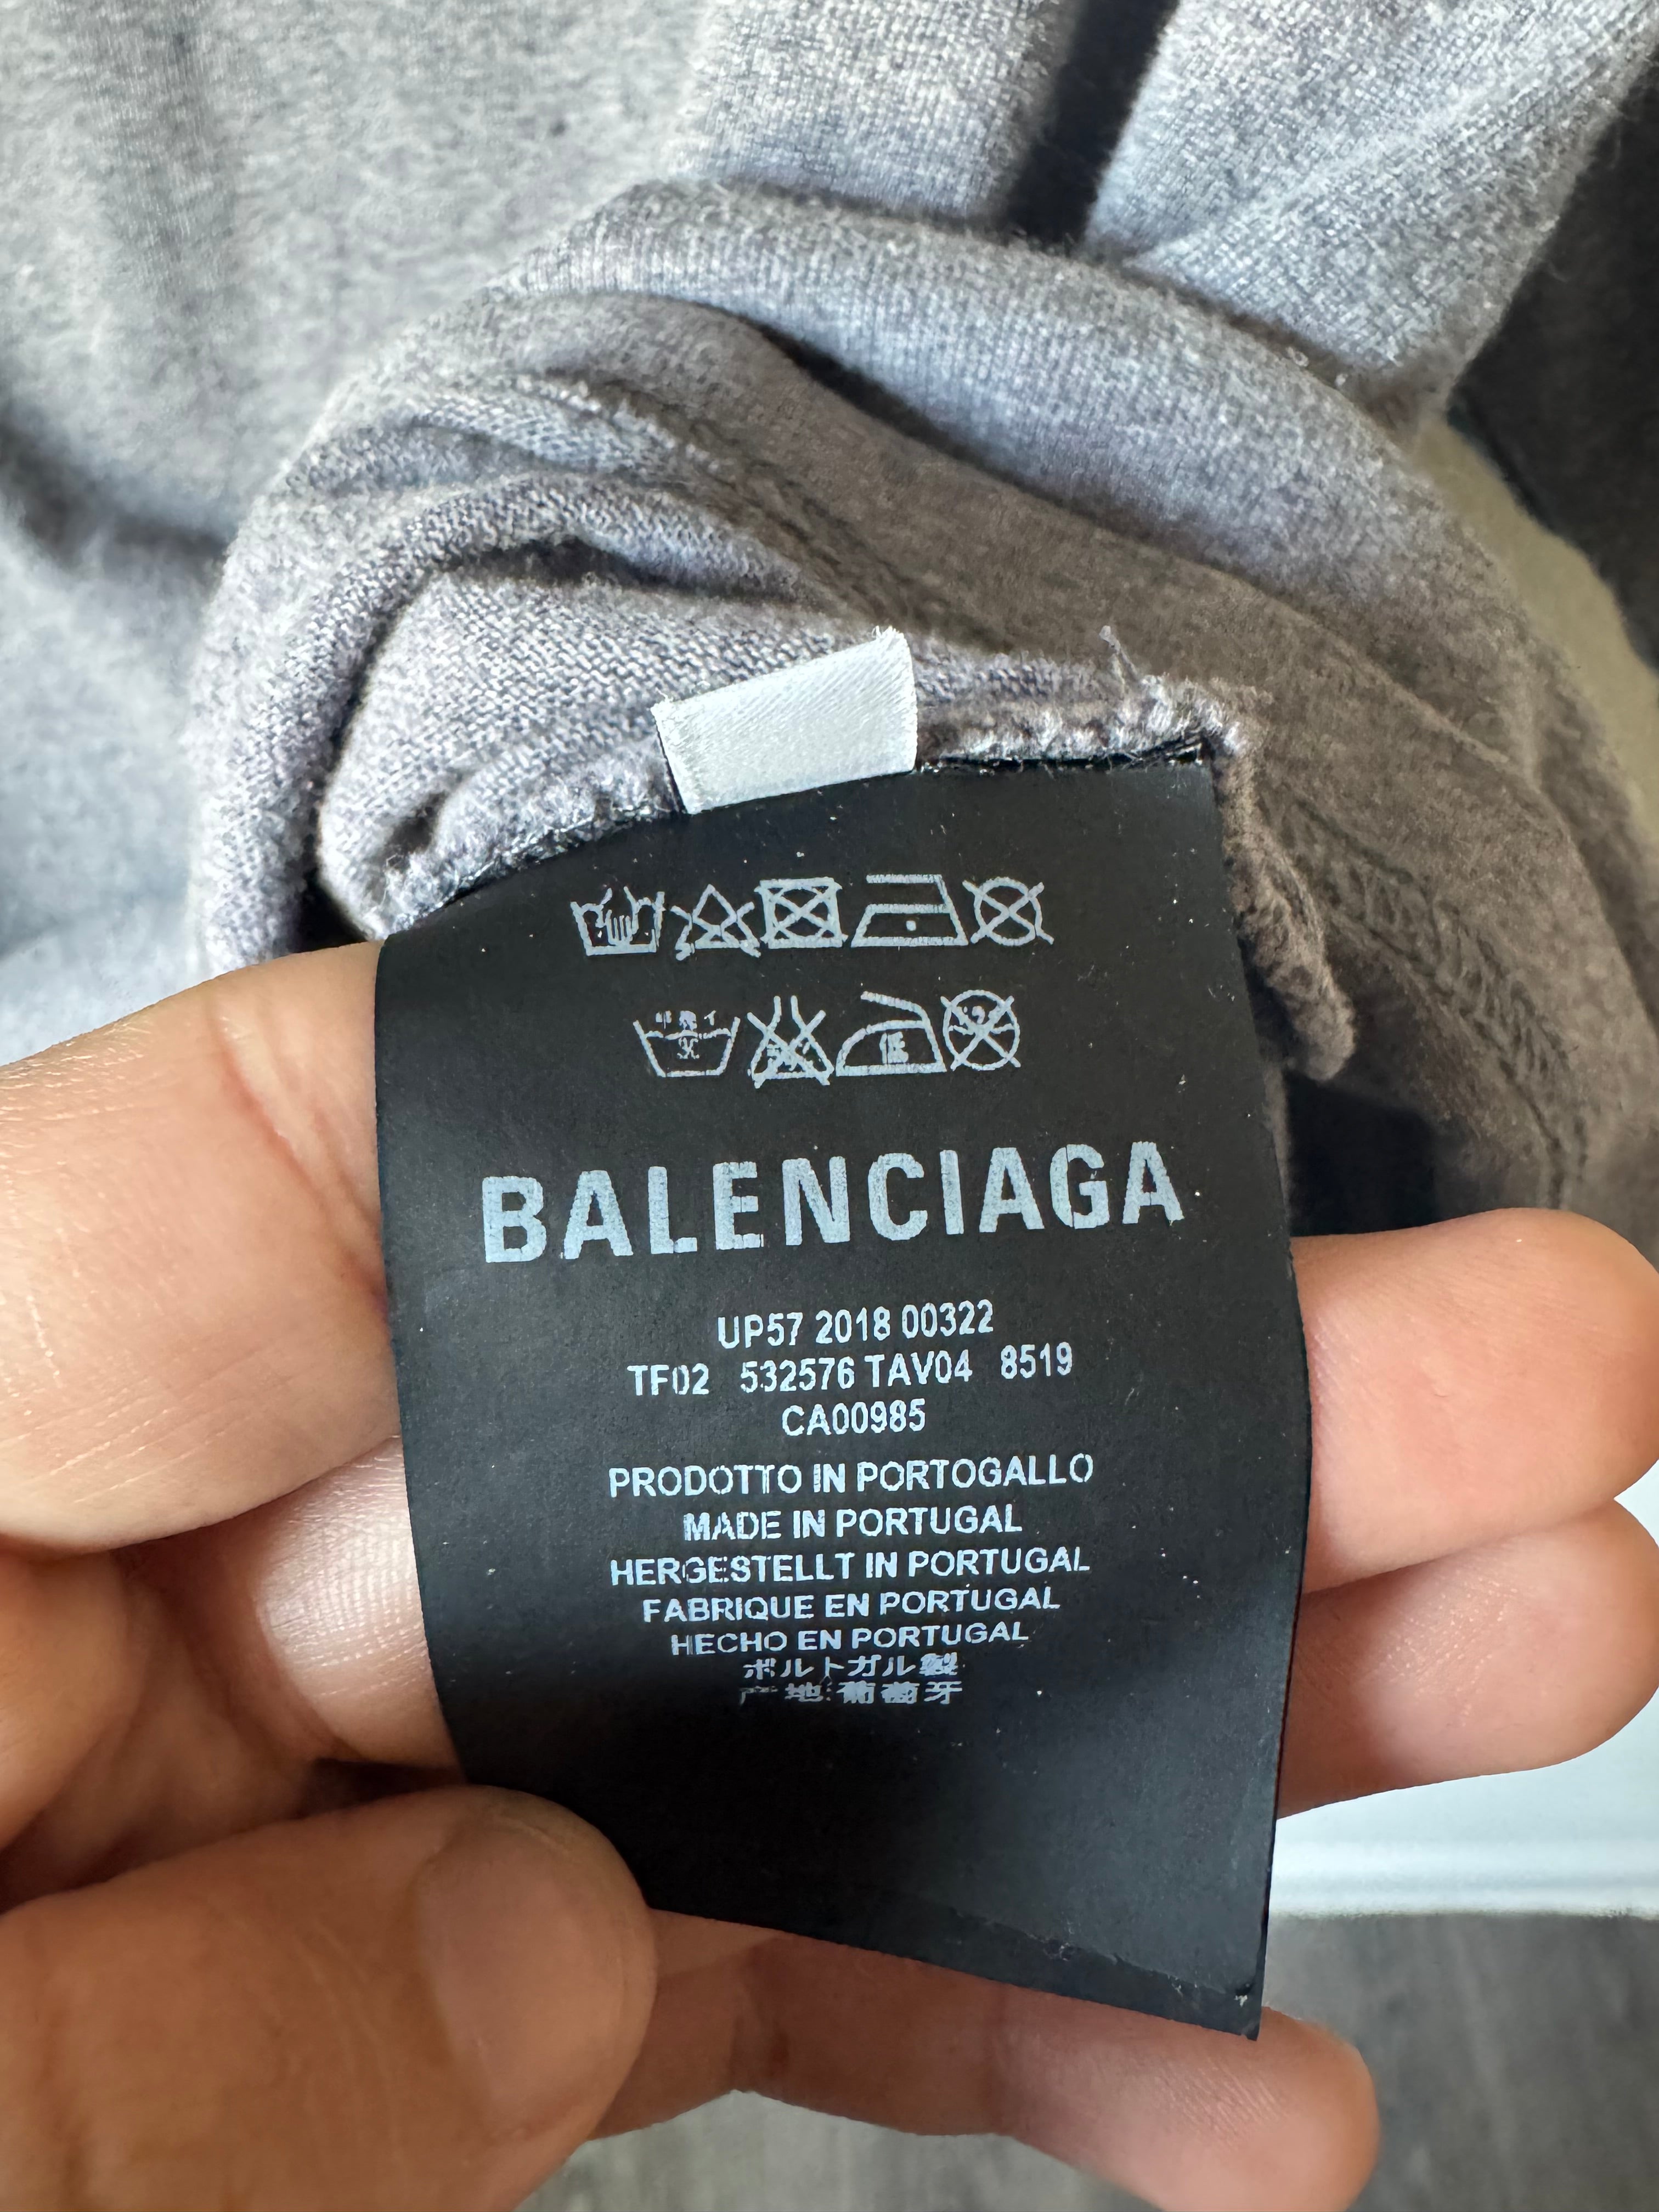 BALENCIAGA
UP57 2018 00322
TF02 532576 TAV04 8519
CA00985
PRODOTTO IN PORTOGALLO
MADE IN PORTUGAL
HERGESTELLT IN PORTUGAL
FABRIQUE EN PORTUGAL
HECHO EN PORTUGAL
ポルトガル製
产地:葡萄牙